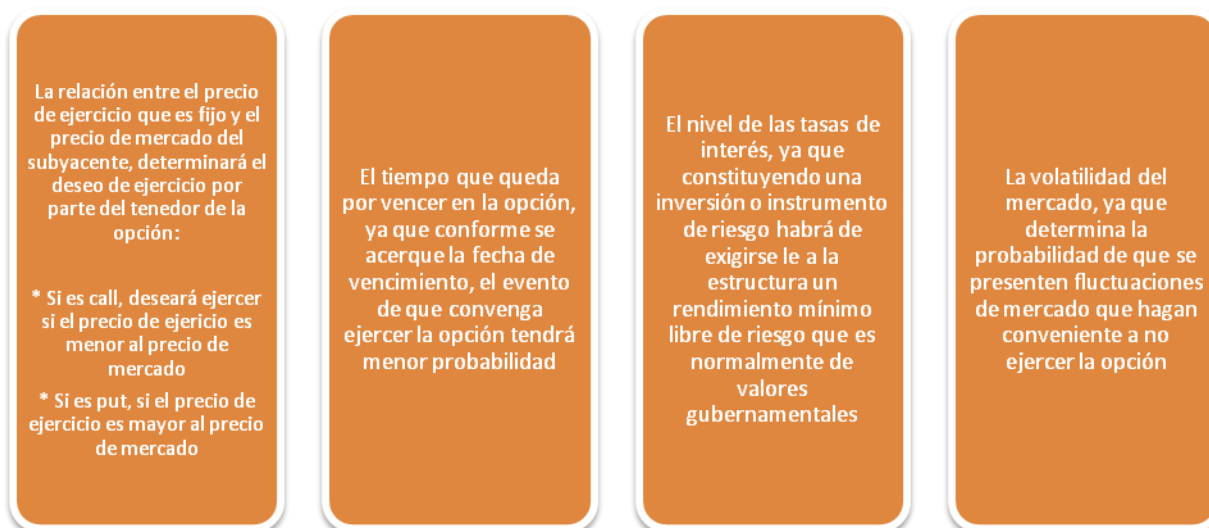 La relación entre el precio
de ejercicio que es fijo y el
precio de mercado del
subyacente, determinará el
deseo de ejercicio por
parte del tenedor de la
opción:
* Si es call, deseará ejercer
si el precio de ejericio es
menor al precio de
mercado
* Si es put, si el precio de
ejercicio es mayor al precio
de mercado
El tiempo que queda
por vencer en la opción,
ya que conforme se
acerque la fecha de
vencimiento, el evento
de que convenga
ejercer la opción tendrá
menor probabilidad
El nivel de las tasas de
interés, ya que
constituyendo una
inversión o instrumento
de riesgo habrá de
exigirse le a la
estructura un
rendimiento mínimo
libre de riesgo que es
normalmente de
valores
gubernamentales
La volatilidad del
mercado, ya que
determina la
probabilidad de que se
presenten fluctuaciones
de mercado que hagan
conveniente a no
ejercer la opción